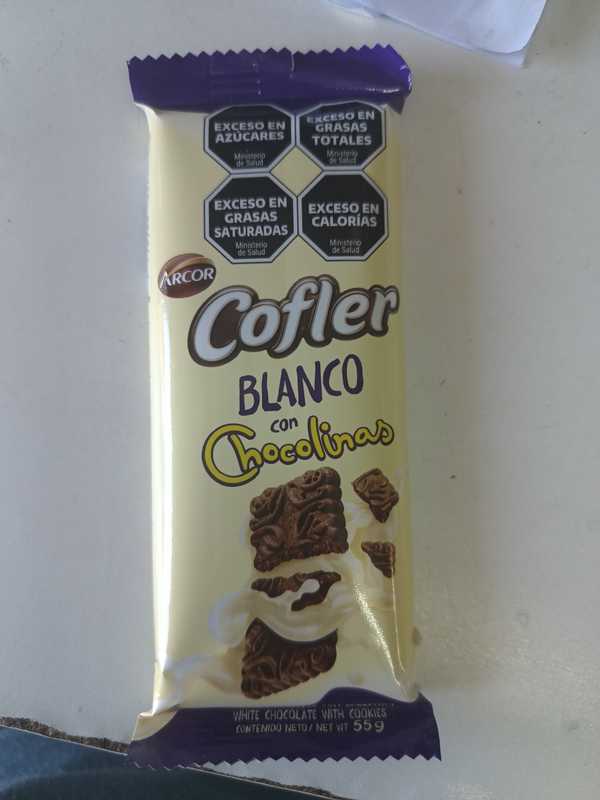 EXCESO EN
AZÚCARES
Ministerio
de Salud
EXCESO EN
GRASAS
TOTALES
Ministerio
de Salud
EXCESO EN
GRASAS
SATURADAS
Ministerio
de Salud
EXCESO EN
CALORÍAS
Ministerio
de Salud
ARCOR
Cofler
BLANCO
con
Chocolinas
WHITE CHOCOLATE WITH COOKIES
CONTENIDO NETO / NET WT 55g